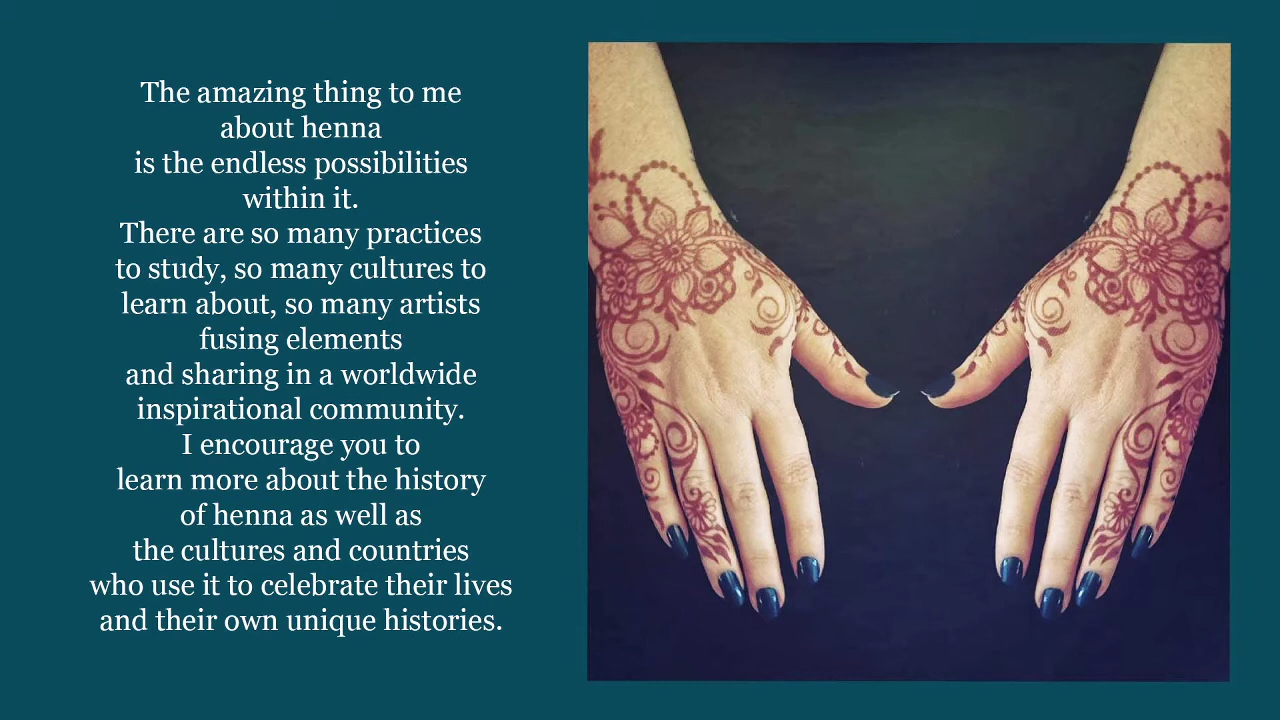 The amazing thing to me
about henna
is the endless possibilities
within it.
There are so many practices
to study, so many cultures to
learn about, so many artists
fusing elements
and sharing in a worldwide
inspirational community.
I encourage you to
learn more about the history
of henna as well as
the cultures and countries
who use it to celebrate their lives
and their own unique histories.